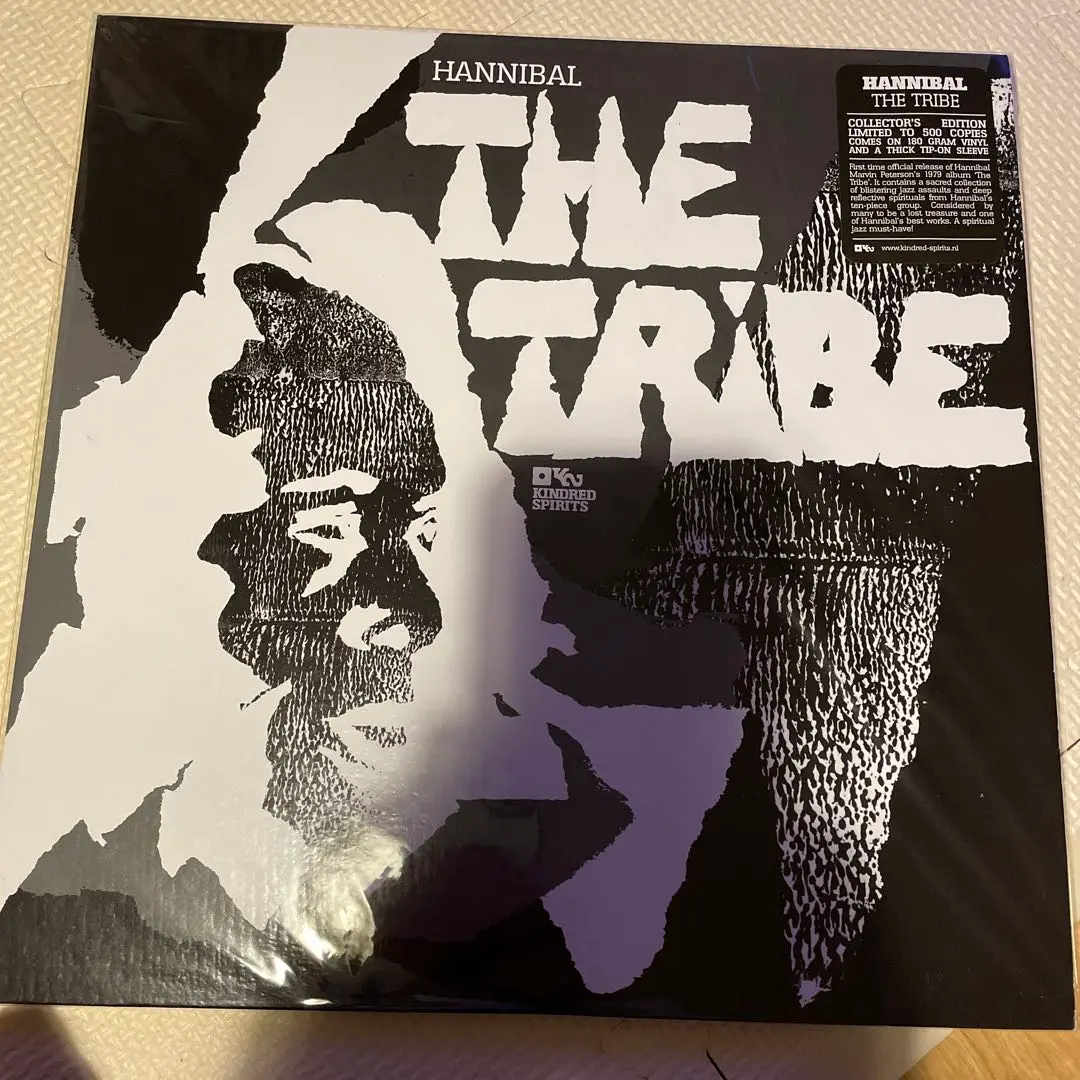 HANNIBAL
THE
TRIBE
KINDRED
SPIRITS
HANNIBAL
THE TRIBE
COLLECTOR'S EDITION
LIMITED TO 500 COPIES
COMES ON 180 GRAM VINYL
AND A THICK TIP-ON SLEEVE
First time official release of Hannibal
Marvin Peterson's 1979 album 'The
Tribe'. It contains a sacred collection
of blistering jazz assaults and deep
reflective spirituals from Hannibal's
ten-piece group. Considered by
many to be a lost treasure and one
of Hannibal's best works. A spiritual
jazz must-have!
www.kindred-spirits.nl